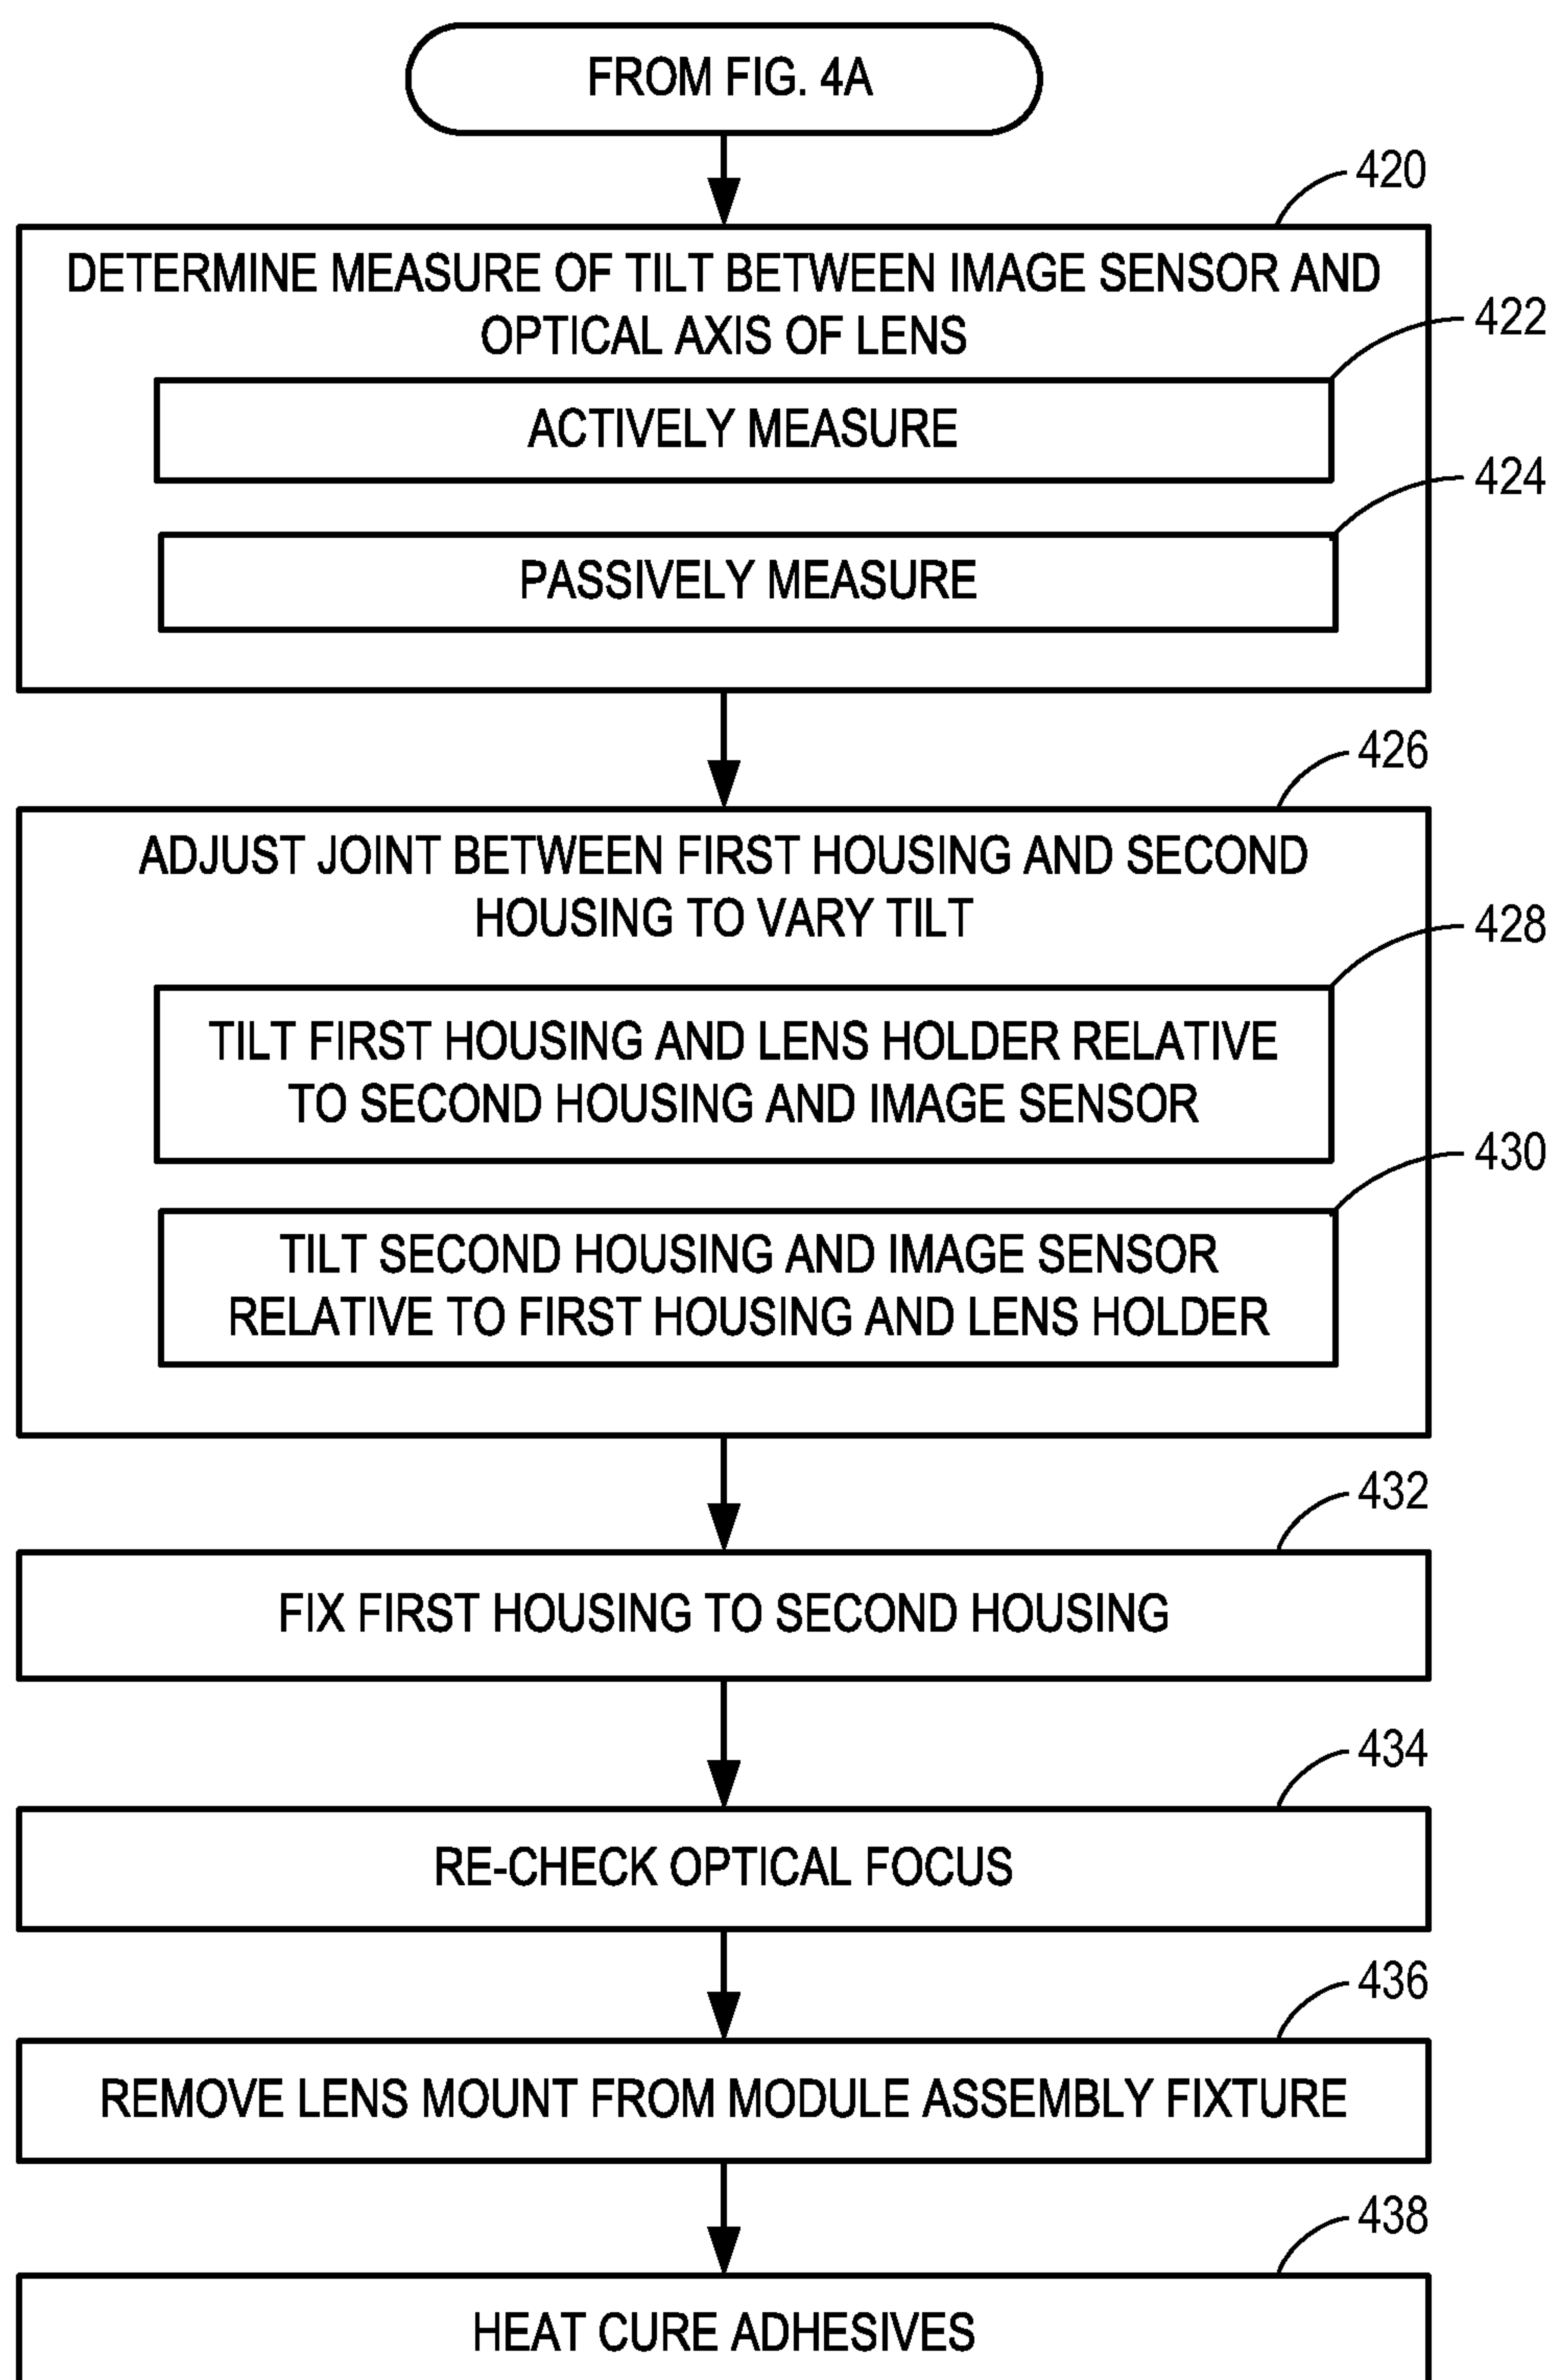 FROM FIG. 4A
420
DETERMINE MEASURE OF TILT BETWEEN IMAGE SENSOR AND
OPTICAL AXIS OF LENS
422
ACTIVELY MEASURE
424
PASSIVELY MEASURE
426
ADJUST JOINT BETWEEN FIRST HOUSING AND SECOND
HOUSING TO VARY TILT
428
TILT FIRST HOUSING AND LENS HOLDER RELATIVE
TO SECOND HOUSING AND IMAGE SENSOR
430
TILT SECOND HOUSING AND IMAGE SENSOR
RELATIVE TO FIRST HOUSING AND LENS HOLDER
432
FIX FIRST HOUSING TO SECOND HOUSING
434
RE-CHECK OPTICAL FOCUS
436
REMOVE LENS MOUNT FROM MODULE ASSEMBLY FIXTURE
438
HEAT CURE ADHESIVES